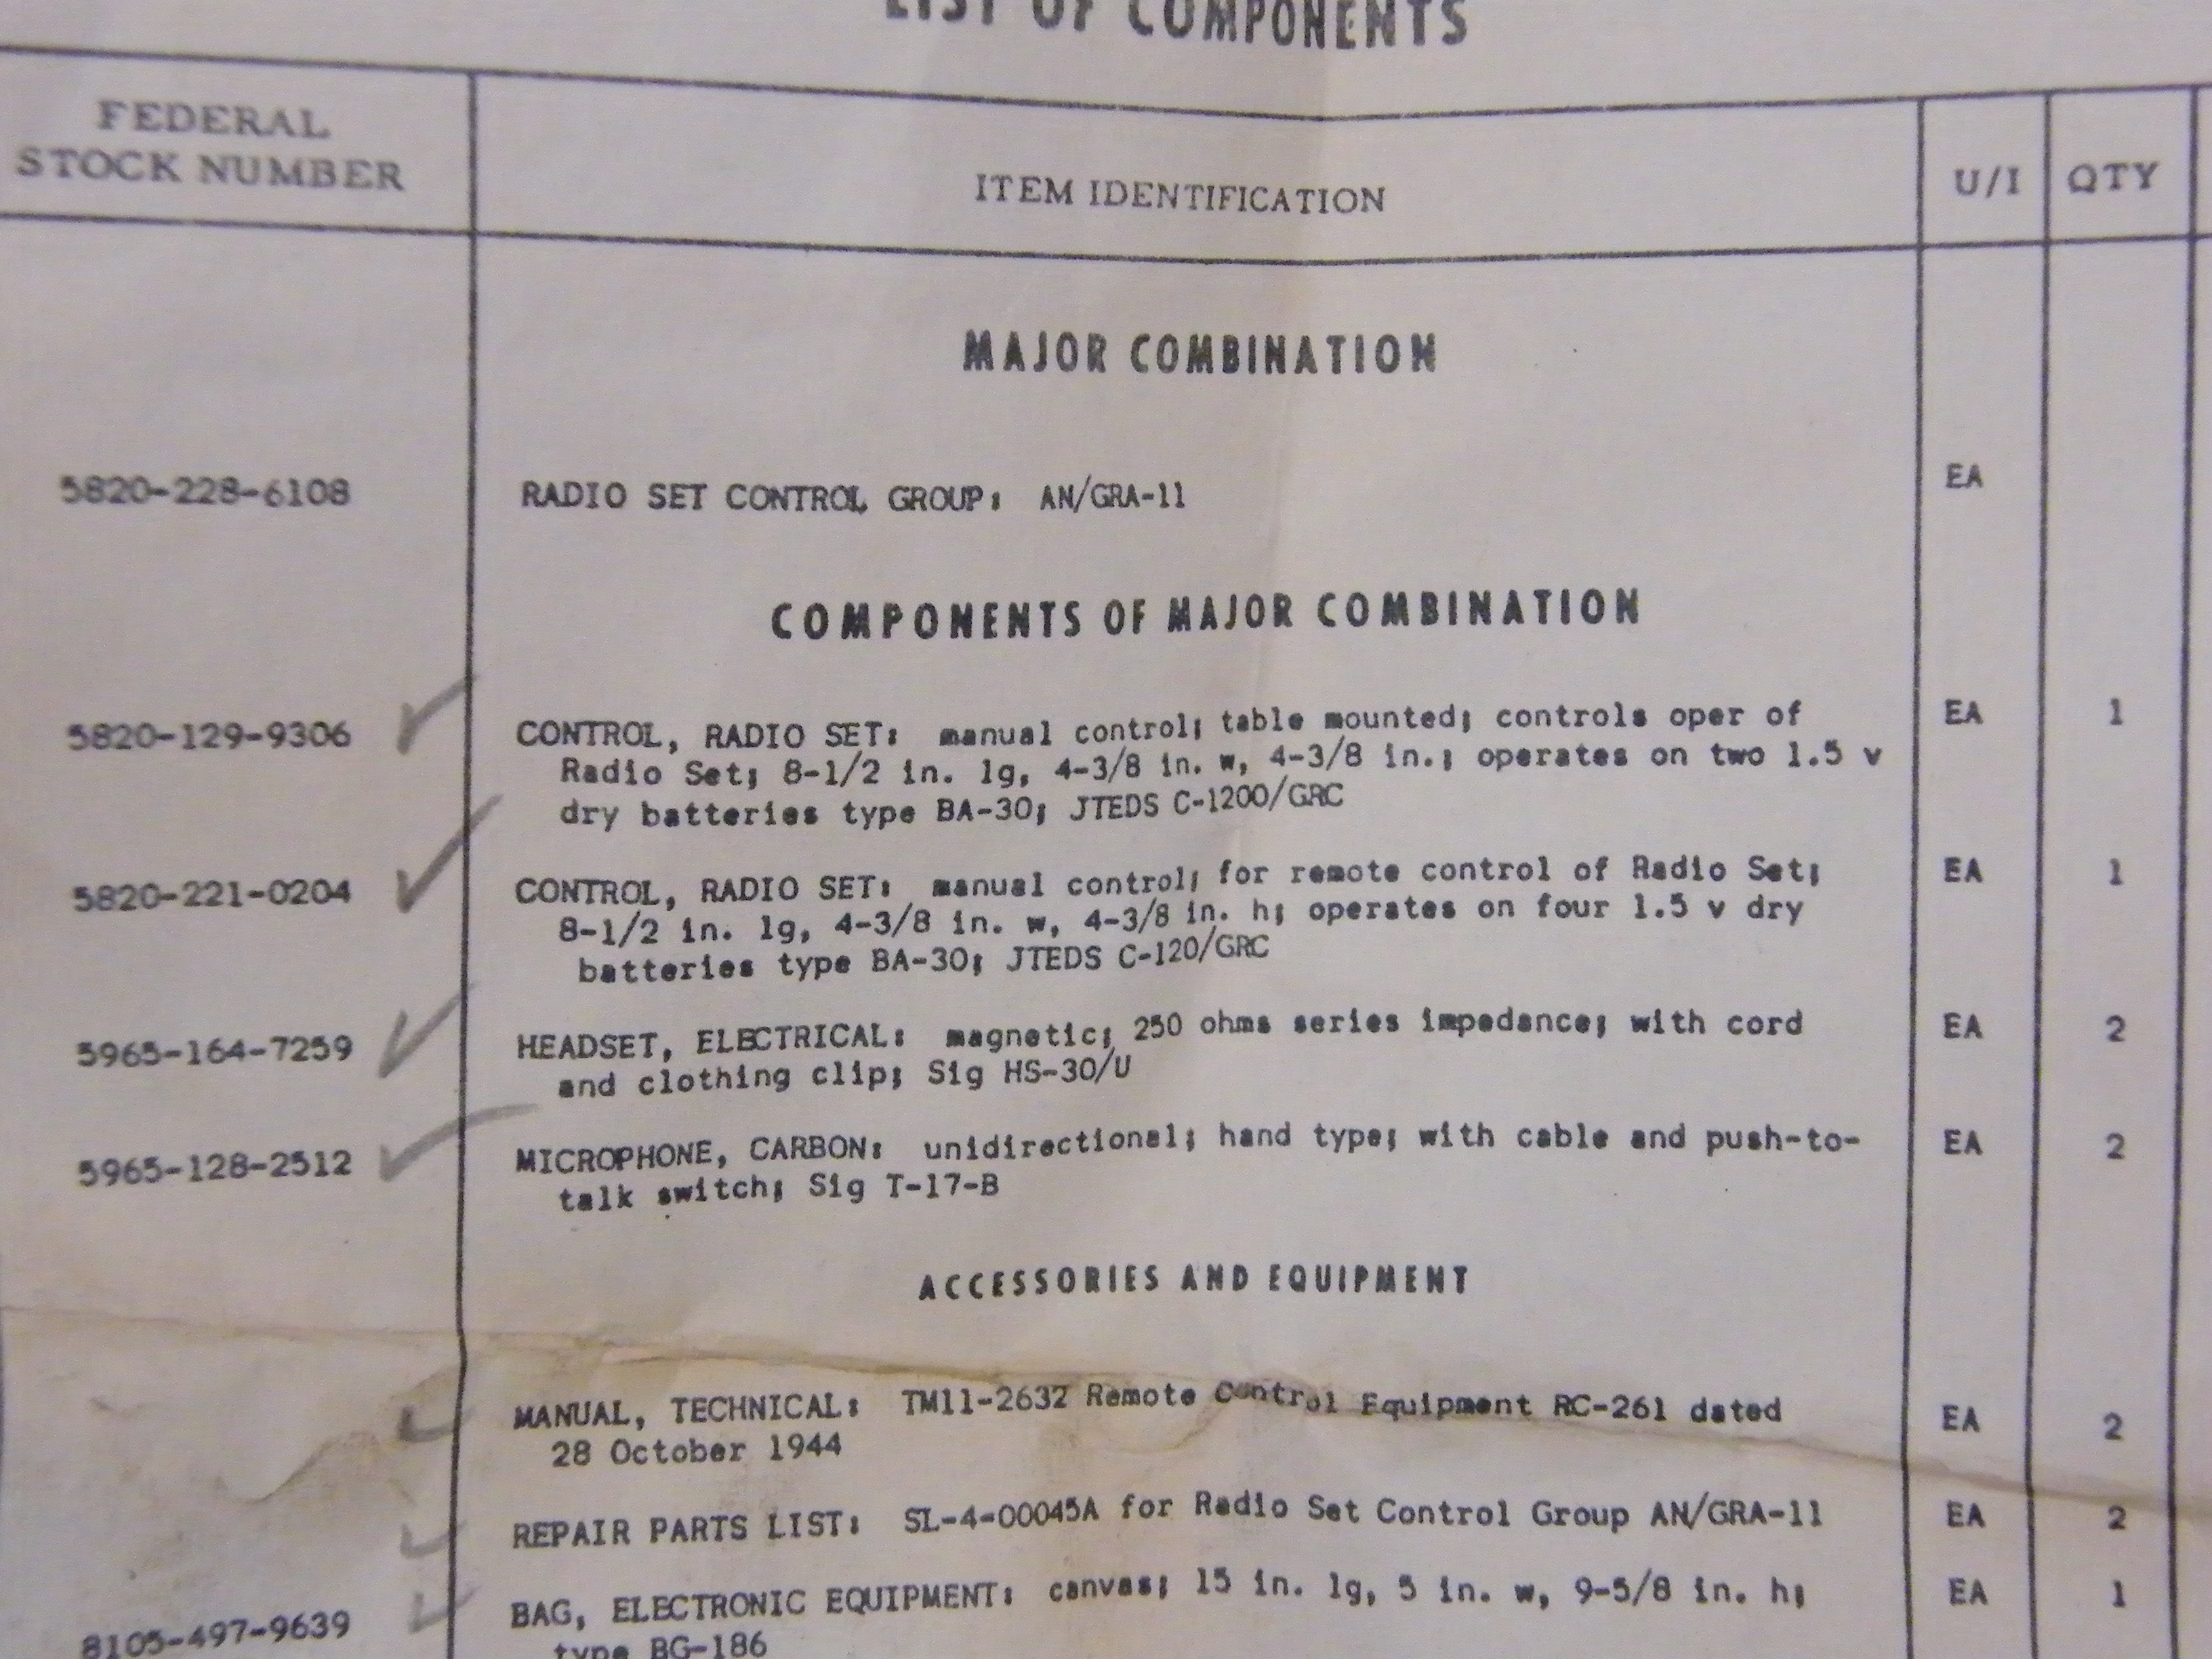 LIST OF COMPONENTS
FEDERAL
STOCK NUMBER
ITEM IDENTIFICATION
U/I
QTY
MAJOR COMBINATION
5820-228-6108 RADIO SET CONTROL GROUP: AN/GRA-11 EA
COMPONENTS OF MAJOR COMBINATION
5820-129-9306 CONTROL, RADIO SET: manual control; table mounted; controls oper of EA 1
Radio Set; 8-1/2 in. lg, 4-3/8 in. w, 4-3/8 in.; operates on two 1.5 v
dry batteries type BA-30; JTEDS C-1200/GRC
5820-221-0204 CONTROL, RADIO SET: manual control; for remote control of Radio Set; EA 1
8-1/2 in. lg, 4-3/8 in. w, 4-3/8 in. h; operates on four 1.5 v dry
batteries type BA-30; JTEDS C-120/GRC
5965-164-7259 HEADSET, ELECTRICAL: magnetic; 250 ohms series impedance; with cord EA 2
and clothing clip; Sig HS-30/U
5965-128-2512 MICROPHONE, CARBON: unidirectional; hand type; with cable and push-to- EA 2
talk switch; Sig T-17-B
ACCESSORIES AND EQUIPMENT
MANUAL, TECHNICAL: TM11-2632 Remote Control Equipment RC-261 dated EA 2
28 October 1944
REPAIR PARTS LIST: SL-4-00045A for Radio Set Control Group AN/GRA-11 EA 2
8105-497-9639 BAG, ELECTRONIC EQUIPMENT: canvas; 15 in. lg, 5 in. w, 9-5/8 in. h; EA 1
type BG-186